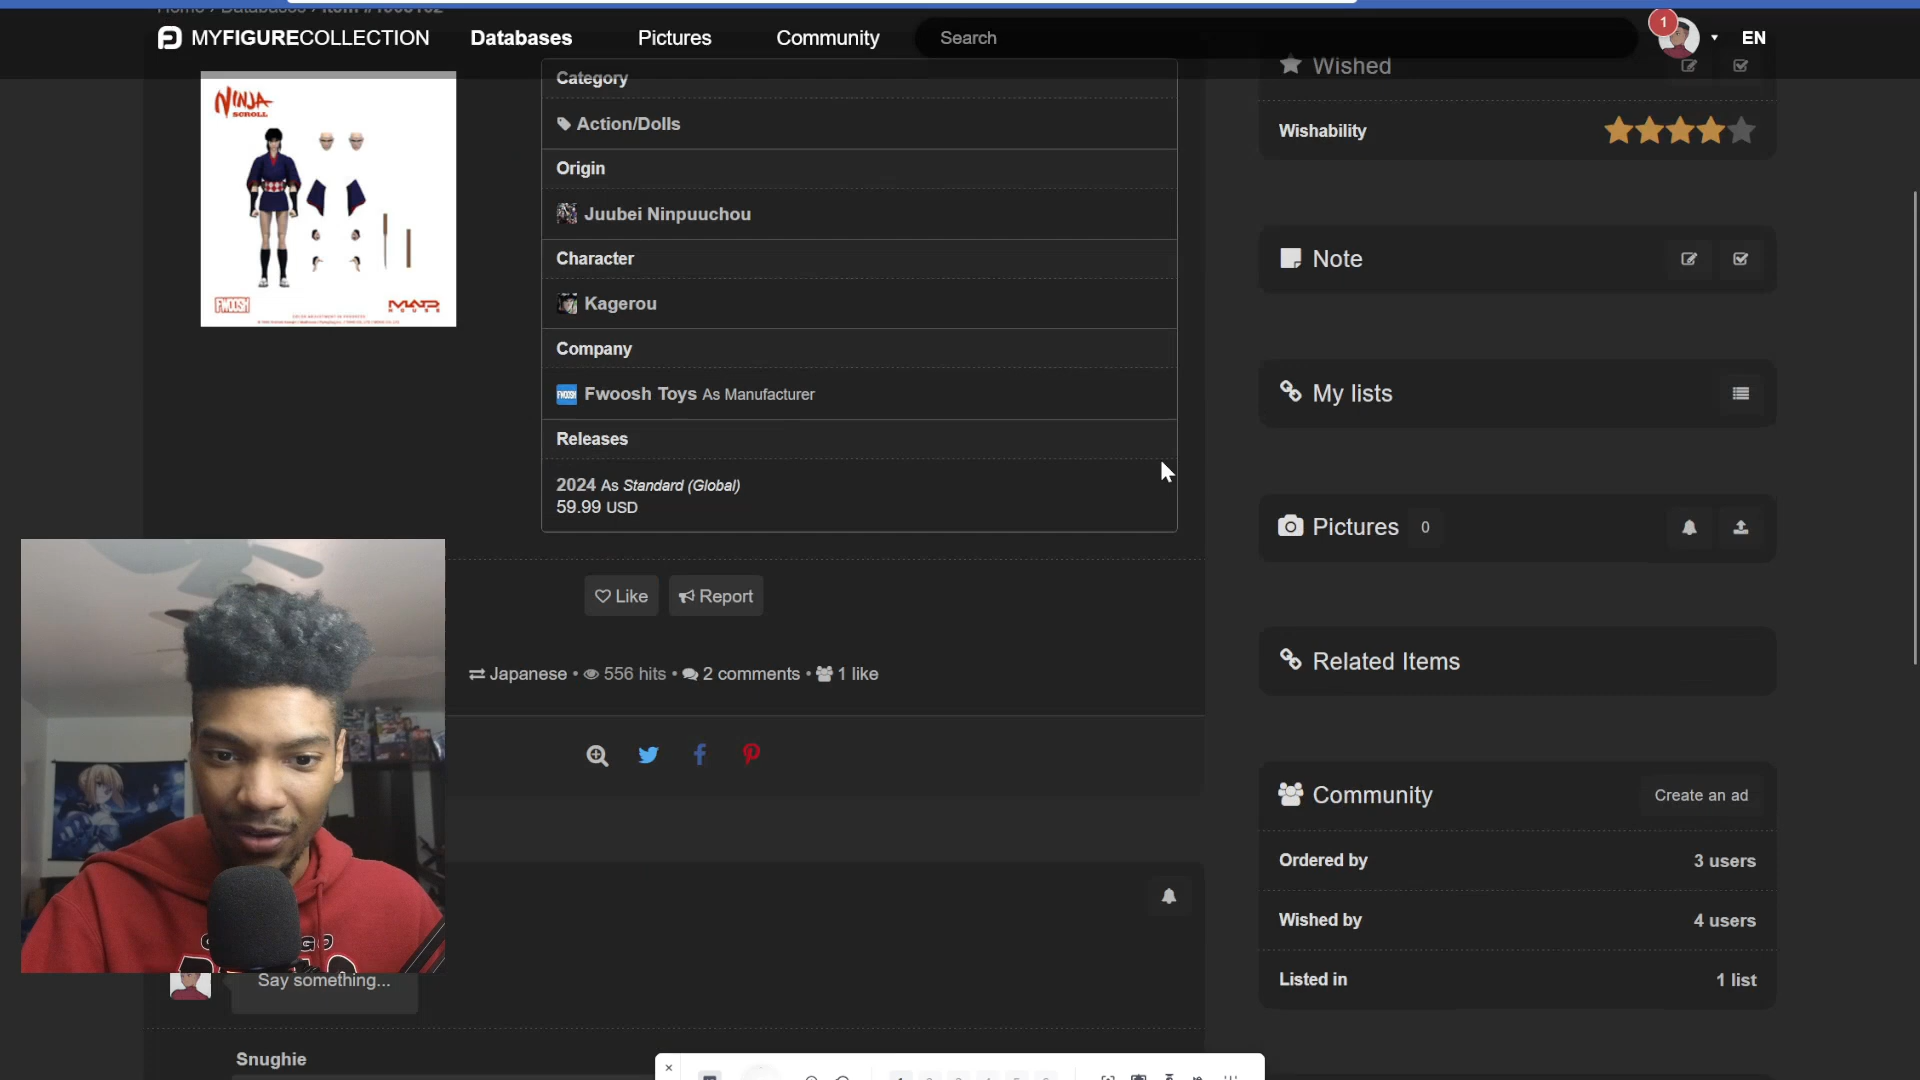 MYFIGURECOLLECTION
Databases
Pictures
Community
Search
1
EN
NINJA
SCROLL
FWOOSH
Category
Action/Dolls
Origin
Juubei Ninpuuchou
Character
Kagerou
Company
Fwoosh Toys As Manufacturer
Releases
2024 As Standard (Global)
59.99 USD
Like
Report
Japanese • 556 hits • 2 comments • 1 like
Say something...
Snughie
Wished
Wishability
Note
My lists
Pictures 0
Related Items
Community
Create an ad
Ordered by 3 users
Wished by 4 users
Listed in 1 list